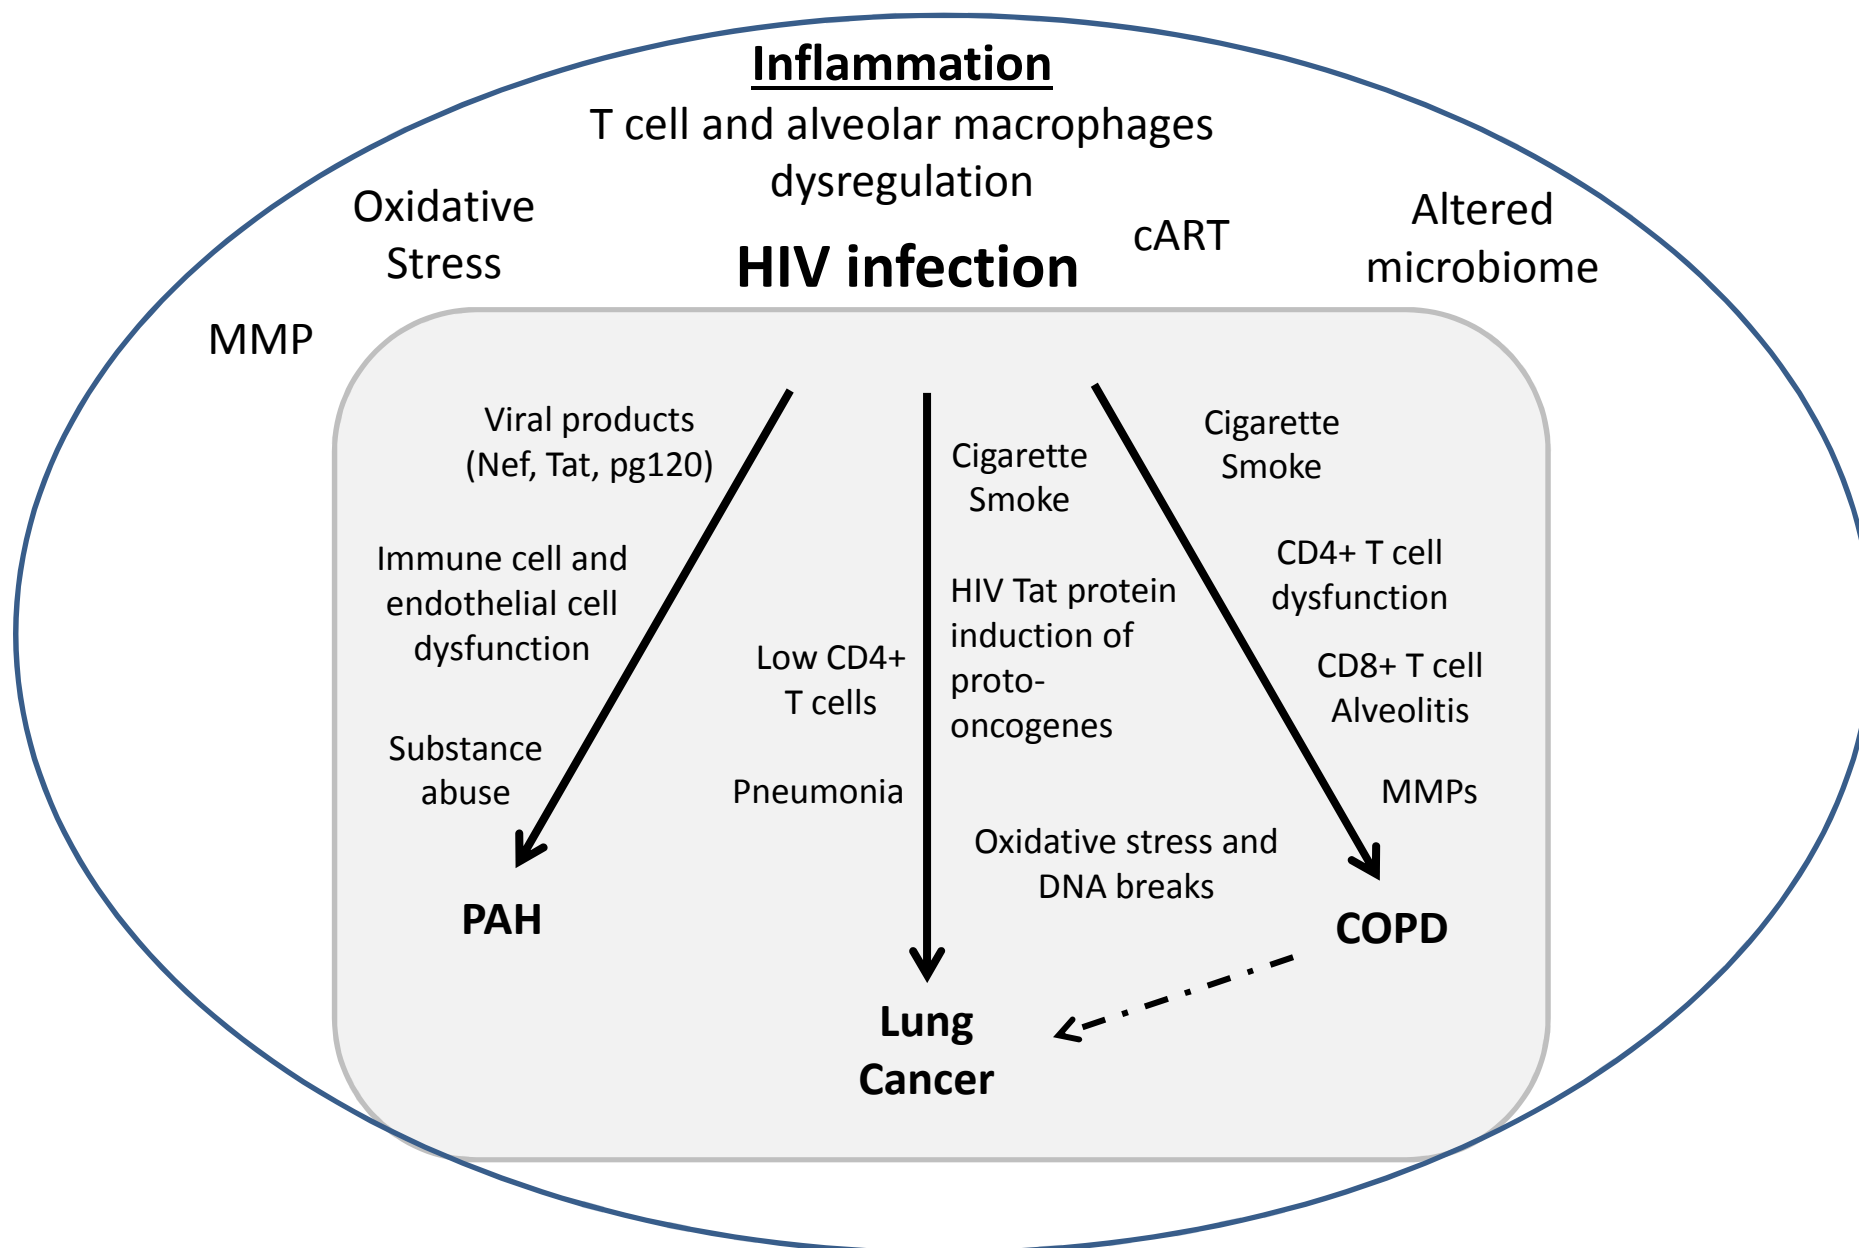 Inflammation
T cell and alveolar macrophages
dysregulation
Oxidative
Stress
cART
Altered
microbiome
HIV infection
MMP
Viral products
(Nef, Tat, pg120)
Immune cell and
endothelial cell
dysfunction
Substance
abuse
PAH
Low CD4+
T cells
Pneumonia
Cigarette
Smoke
HIV Tat protein
induction of
proto-
oncogenes
Oxidative stress and
DNA breaks
Lung
Cancer
Cigarette
Smoke
CD4+ T cell
dysfunction
CD8+ T cell
Alveolitis
MMPs
COPD